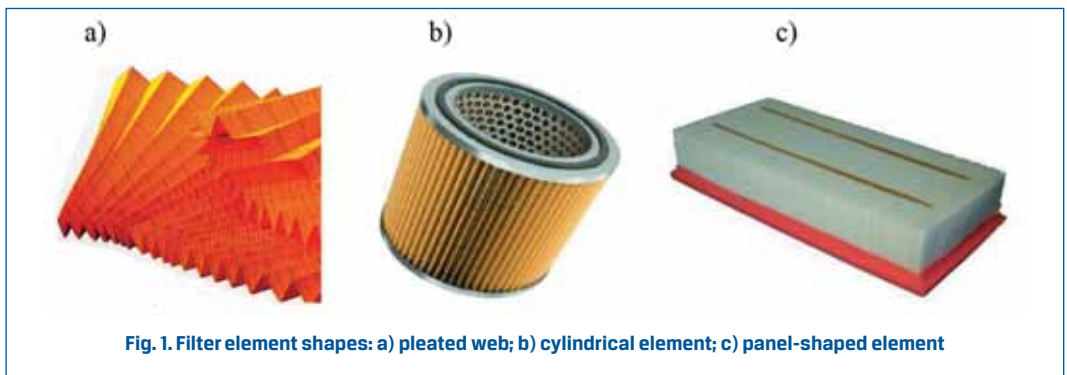 a) b) c)
Fig. 1. Filter element shapes: a) pleated web; b) cylindrical element; c) panel-shaped element